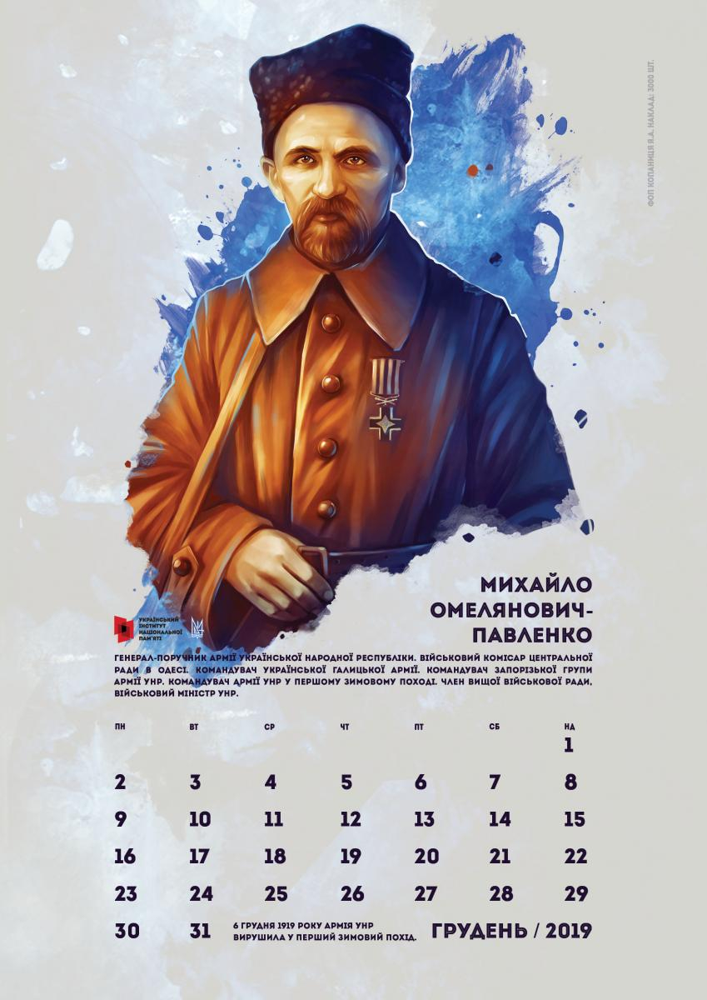 ФОП КОПАНИЦЯ Я.А. НАКЛАД: 3000 ШТ.
МИХАЙЛО
ОМЕЛЯНОВИЧ-
ПАВЛЕНКО
УКРАЇНСЬКИЙ
ІНСТИТУТ
НАЦІОНАЛЬНОЇ
ПАМ'ЯТІ
ГЕНЕРАЛ-ПОРУЧНИК АРМІЇ УКРАЇНСЬКОЇ НАРОДНОЇ РЕСПУБЛІКИ. ВІЙСЬКОВИЙ КОМІСАР ЦЕНТРАЛЬНОЇ
РАДИ В ОДЕСІ. КОМАНДУВАЧ УКРАЇНСЬКОЇ ГАЛИЦЬКОЇ АРМІЇ. КОМАНДУВАЧ ЗАПОРІЗЬКОЇ ГРУПИ
АРМІЇ УНР. КОМАНДУВАЧ АРМІЇ УНР У ПЕРШОМУ ЗИМОВОМУ ПОХОДІ. ЧЛЕН ВИЩОЇ ВІЙСЬКОВОЇ РАДИ,
ВІЙСЬКОВИЙ МІНІСТР УНР.
ПН ВТ СР ЧТ ПТ СБ НД
1
2 3 4 5 6 7 8
9 10 11 12 13 14 15
16 17 18 19 20 21 22
23 24 25 26 27 28 29
30 31
6 ГРУДНЯ 1919 РОКУ АРМІЯ УНР
ВИРУШИЛА У ПЕРШИЙ ЗИМОВИЙ ПОХІД.
ГРУДЕНЬ / 2019